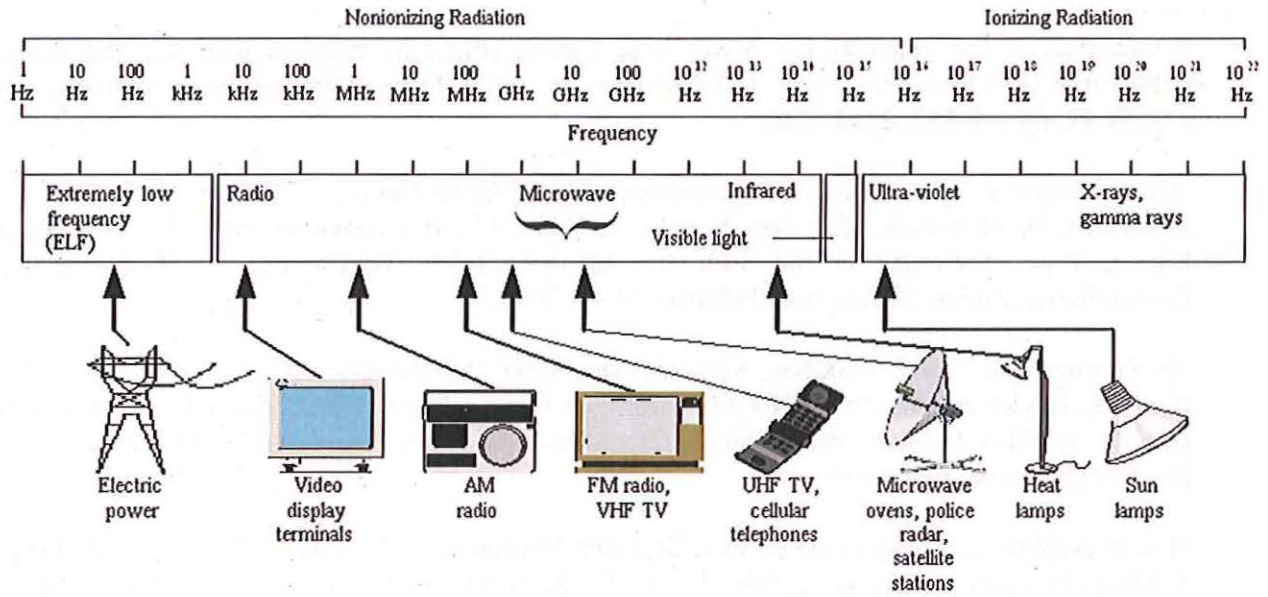 Nonionizing Radiation
Ionizing Radiation
1 10 100 1 10 100 1 10 100 1 10 100 10¹² 10¹³ 10¹⁴ 10¹⁵ 10¹⁶ 10¹⁷ 10¹⁸ 10¹⁹ 10²⁰ 10²¹ 10²²
Hz Hz Hz kHz kHz kHz MHz MHz MHz GHz GHz GHz Hz Hz Hz Hz Hz Hz Hz Hz Hz Hz Hz
Frequency
Extremely low
frequency
(ELF)
Radio
Microwave
Infrared
Visible light
Ultra-violet
X-rays,
gamma rays
Electric
power
Video
display
terminals
AM
radio
FM radio,
VHF TV
UHF TV,
cellular
telephones
Microwave
ovens, police
radar,
satellite
stations
Heat
lamps
Sun
lamps